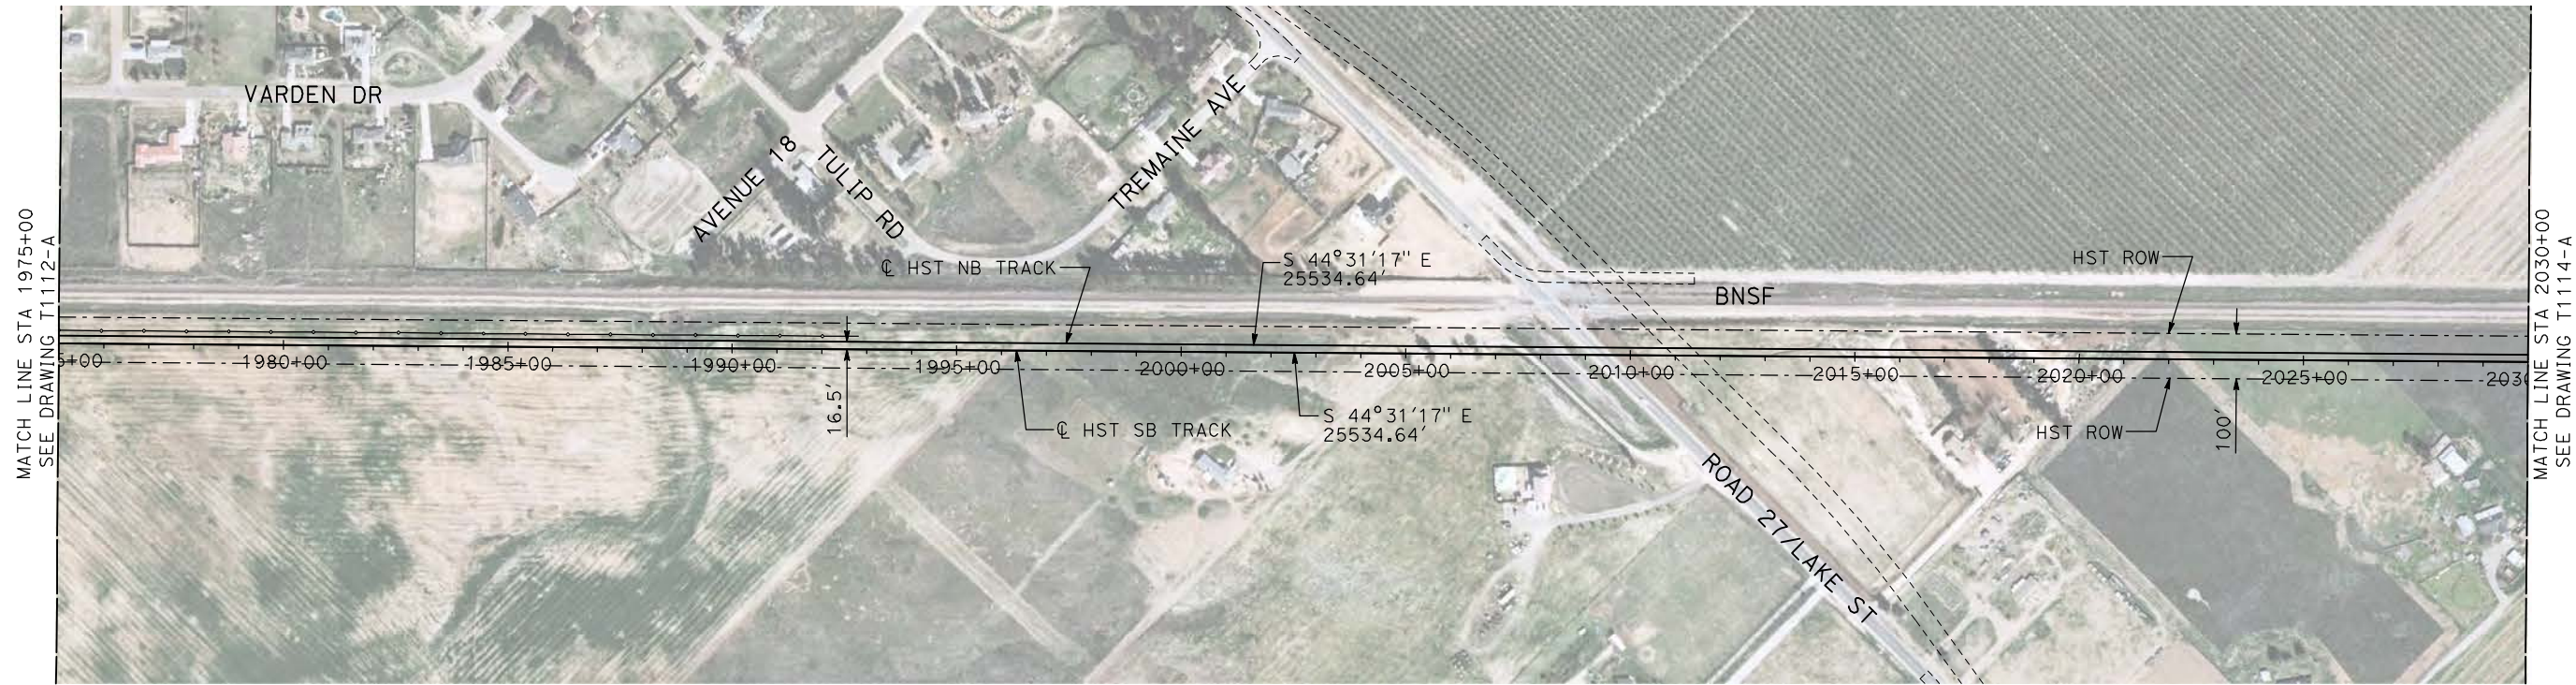 MATCH LINE STA 1975+00
SEE DRAWING T1112-A
VARDEN DR
AVENUE 18
TULIP RD
TREMAINE AVE
℄ HST NB TRACK
S 44°31'17" E
25534.64'
BNSF
HST ROW
5+00
1980+00
1985+00
1990+00
1995+00
2000+00
2005+00
2010+00
2015+00
2020+00
2025+00
2030
16.5'
℄ HST SB TRACK
S 44°31'17" E
25534.64'
HST ROW
100'
ROAD 27/LAKE ST
MATCH LINE STA 2030+00
SEE DRAWING T1114-A